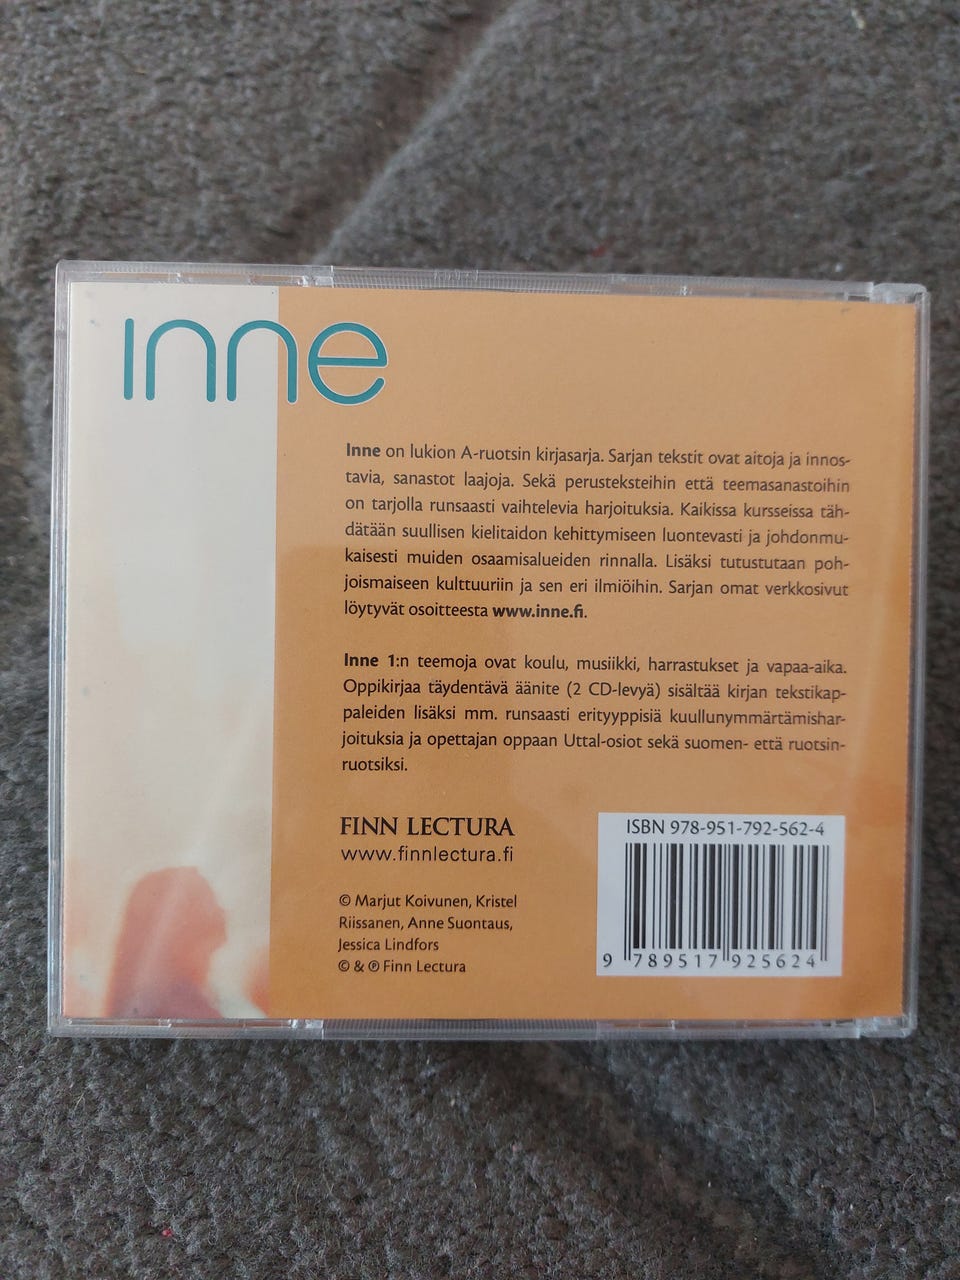 inne
Inne on lukion A-ruotsin kirjasarja. Sarjan tekstit ovat aitoja ja innos-
tavia, sanastot laajoja. Sekä perusteksteihin että teemasanastoihin
on tarjolla runsaasti vaihtelevia harjoituksia. Kaikissa kursseissa täh-
dätään suullisen kielitaidon kehittymiseen luontevasti ja johdonmu-
kaisesti muiden osaamisalueiden rinnalla. Lisäksi tutustutaan poh-
joismaiseen kulttuuriin ja sen eri ilmiöihin. Sarjan omat verkkosivut
löytyvät osoitteesta www.inne.fi.
Inne 1:n teemoja ovat koulu, musiikki, harrastukset ja vapaa-aika.
Oppikirjaa täydentävä äänite (2 CD-levyä) sisältää kirjan tekstikap-
paleiden lisäksi mm. runsaasti erityyppisiä kuullunymmärtämishar-
joituksia ja opettajan oppaan Uttal-osiot sekä suomen- että ruotsin-
ruotsiksi.
FINN LECTURA
www.finnlectura.fi
© Marjut Koivunen, Kristel
Riissanen, Anne Suontaus,
Jessica Lindfors
© & ℗ Finn Lectura
ISBN 978-951-792-562-4
9 789517 925624